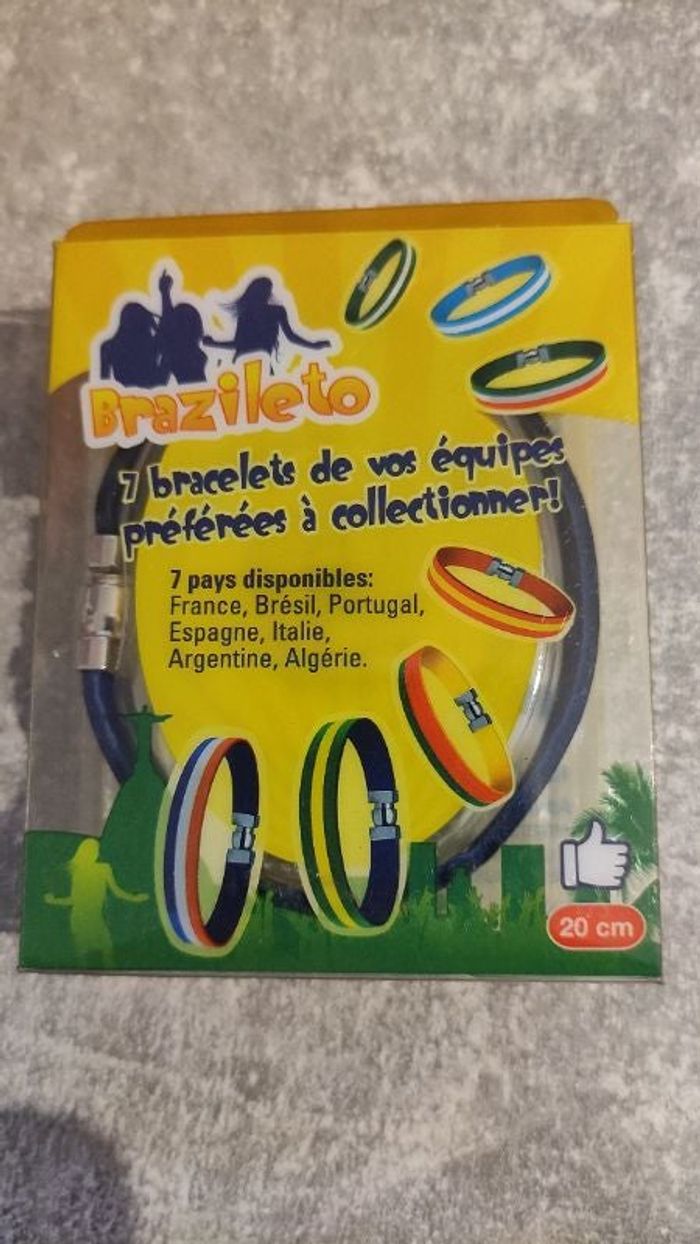 Brazileto
7 bracelets de vos équipes
préférées à collectionner!
7 pays disponibles:
France, Brésil, Portugal,
Espagne, Italie,
Argentine, Algérie.
20 cm